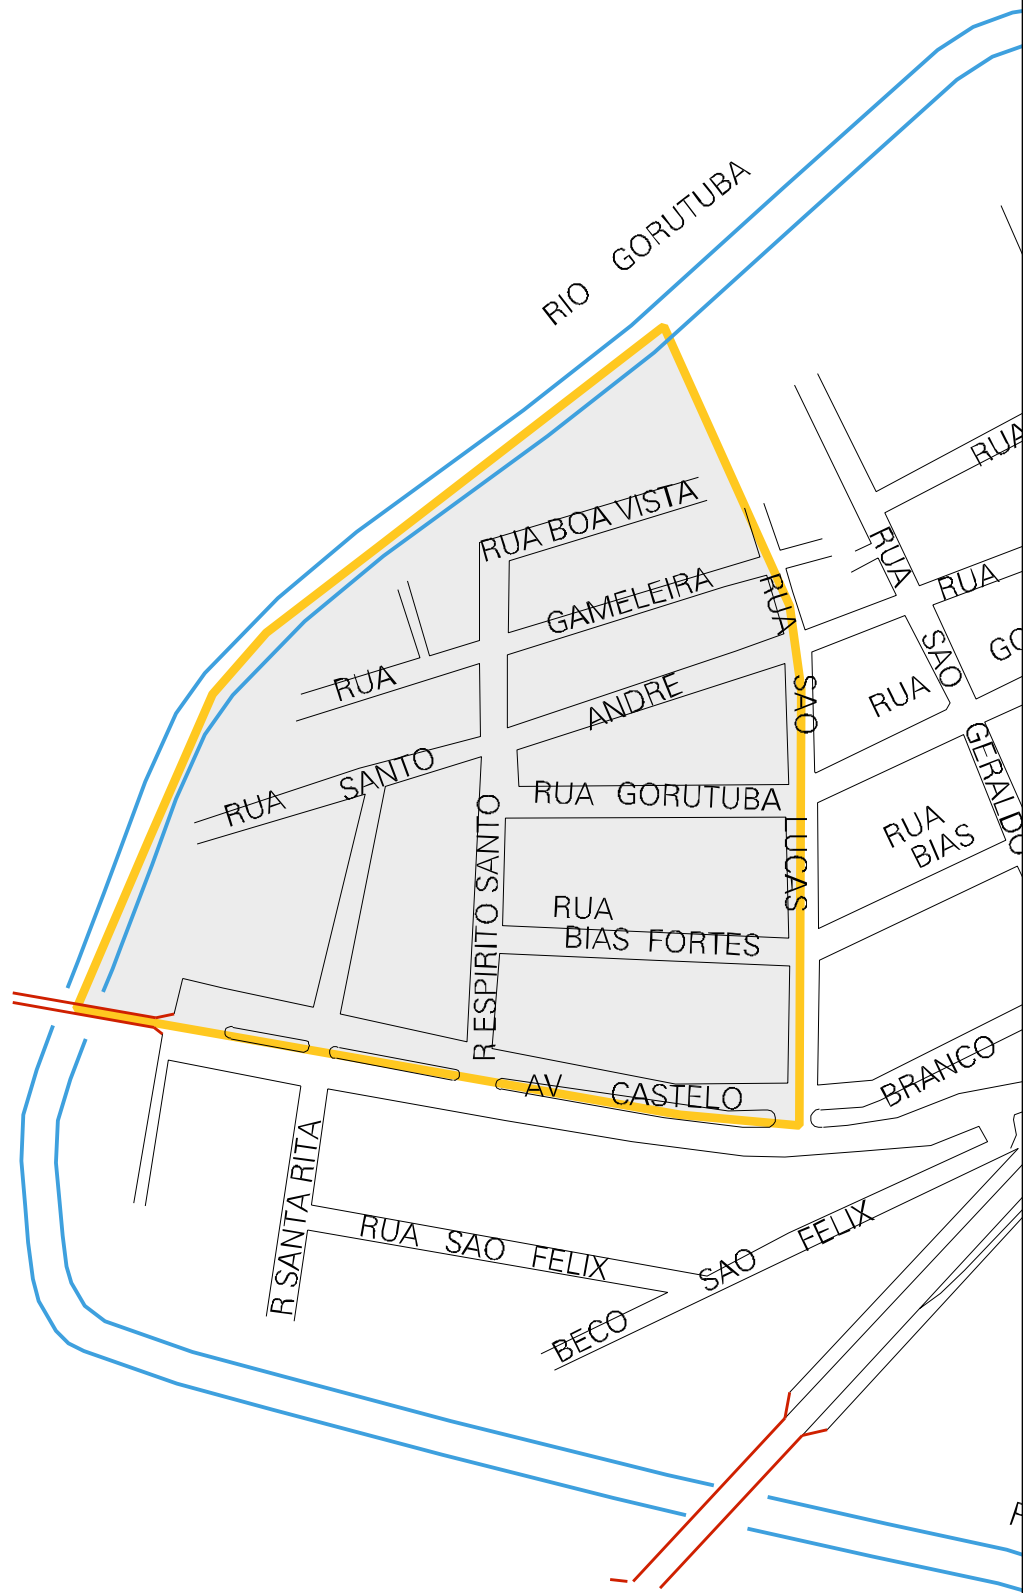 RIO GORUTUBA
RUA
RUA BOA VISTA
RUA
SAO
GERALDO
RUA
RUA GAMELEIRA
RUA
SAO
LUCAS
GO
RUA SANTO ANDRE
RUA
RUA GORUTUBA
R ESPIRITO SANTO
RUA
BIAS
RUA
BIAS FORTES
AV CASTELO BRANCO
R SANTA RITA
RUA SAO FELIX
BECO SAO FELIX